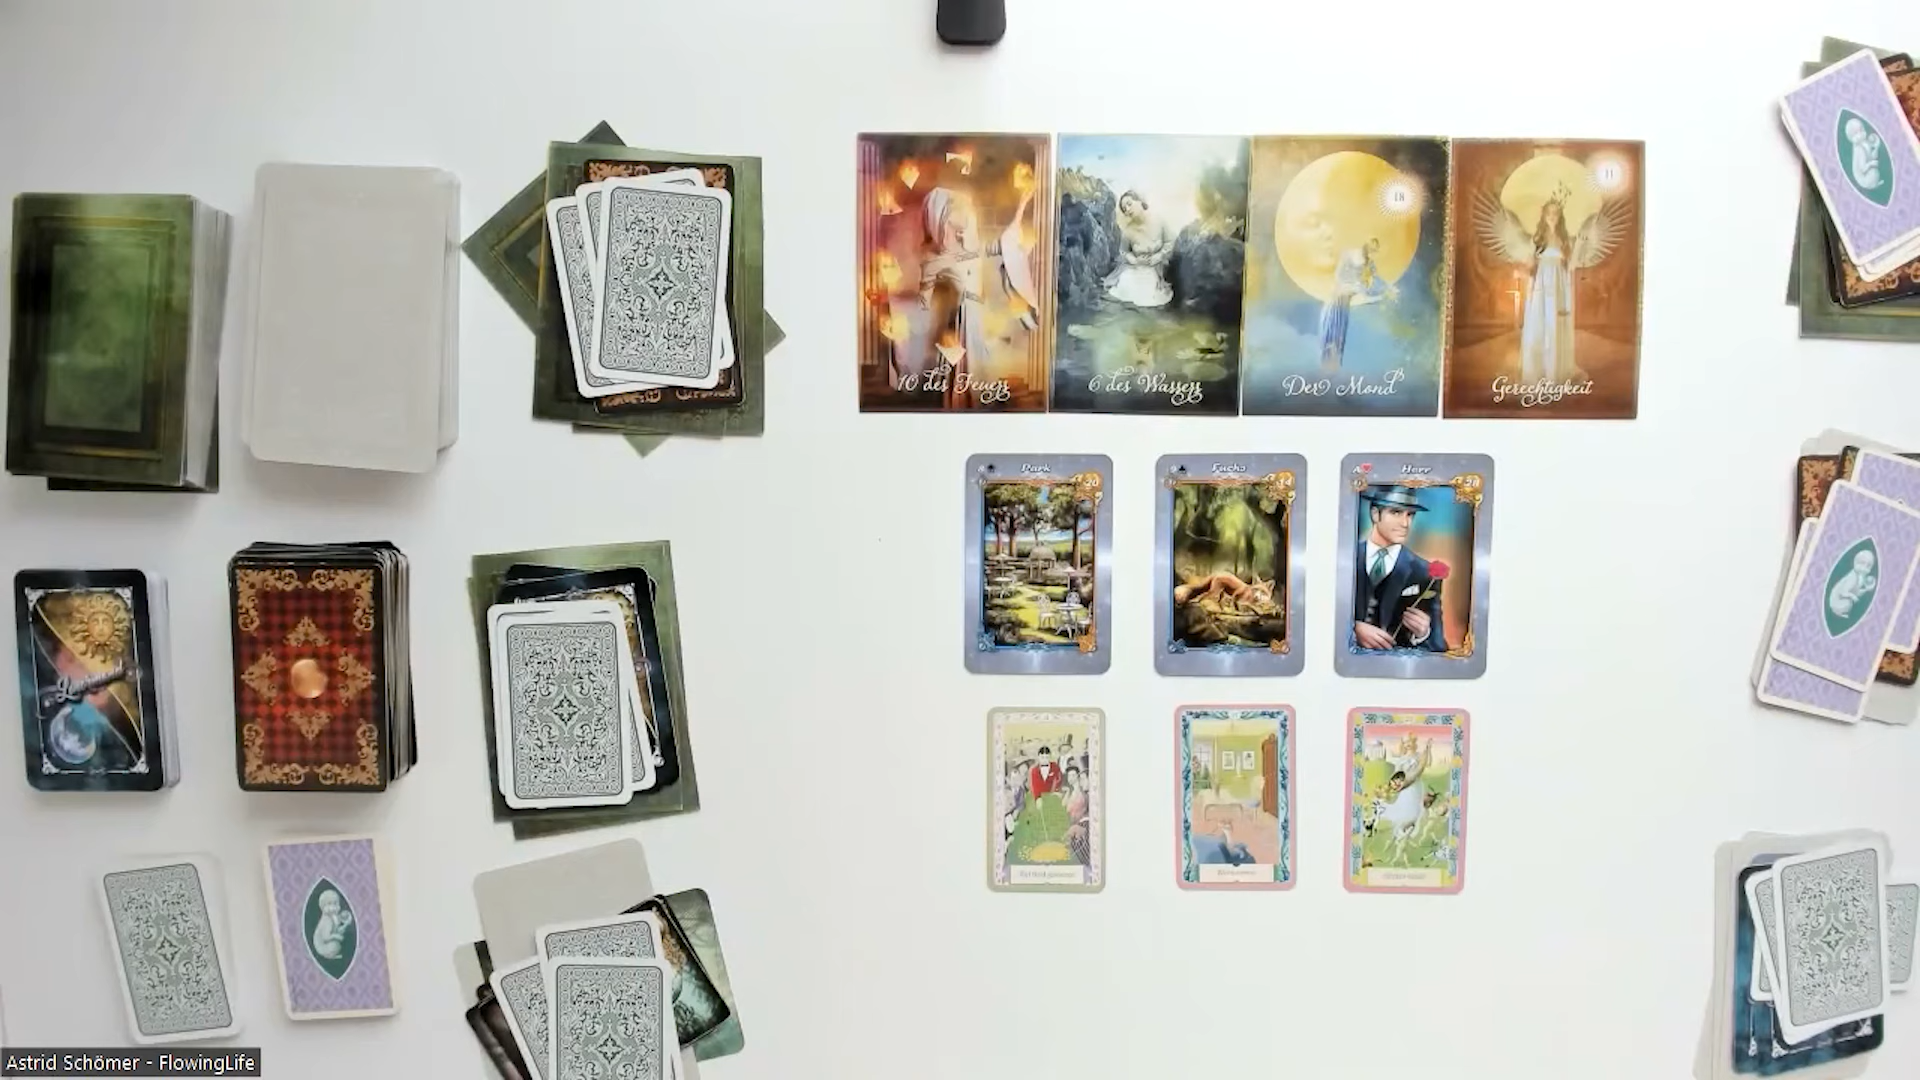 18
11
10 des Feuers
6 des Wassers
Der Mond
Gerechtigkeit
Park
20
Fuchs
14
A Herr
28
Astrid Schömer - FlowingLife